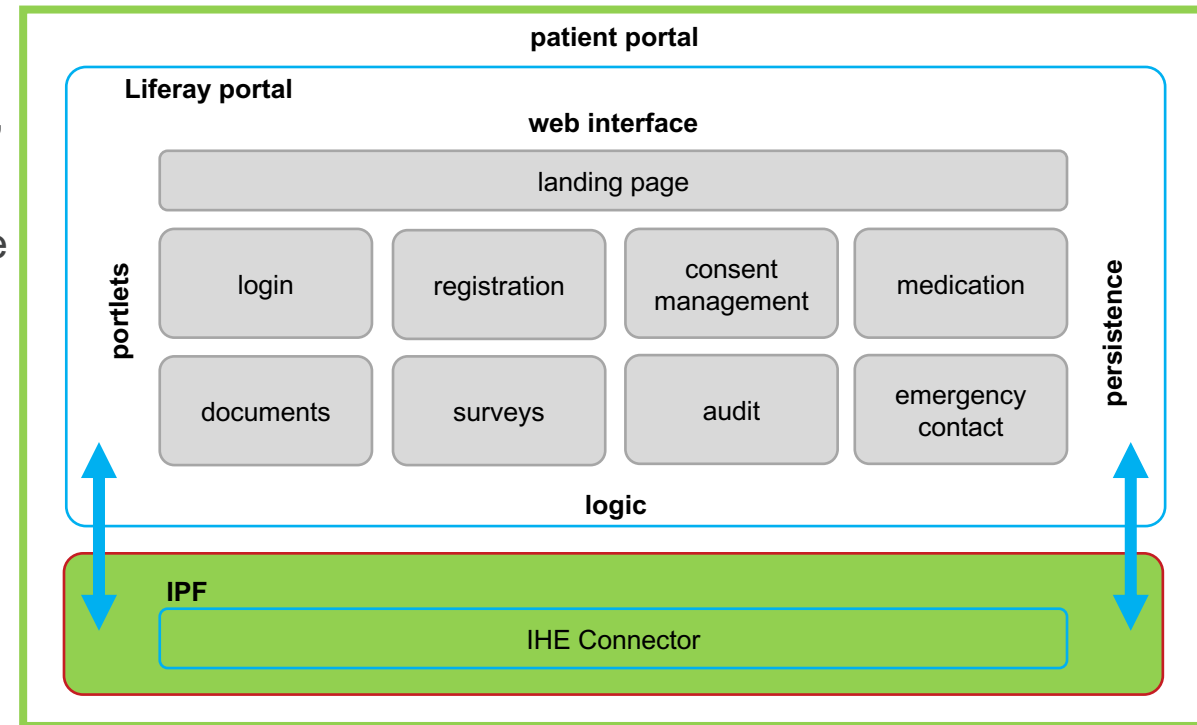 patient portal
Liferay portal
web interface
landing page
portlets
login
registration
consent
management
medication
persistence
documents
surveys
audit
emergency
contact
logic
IPF
IHE Connector